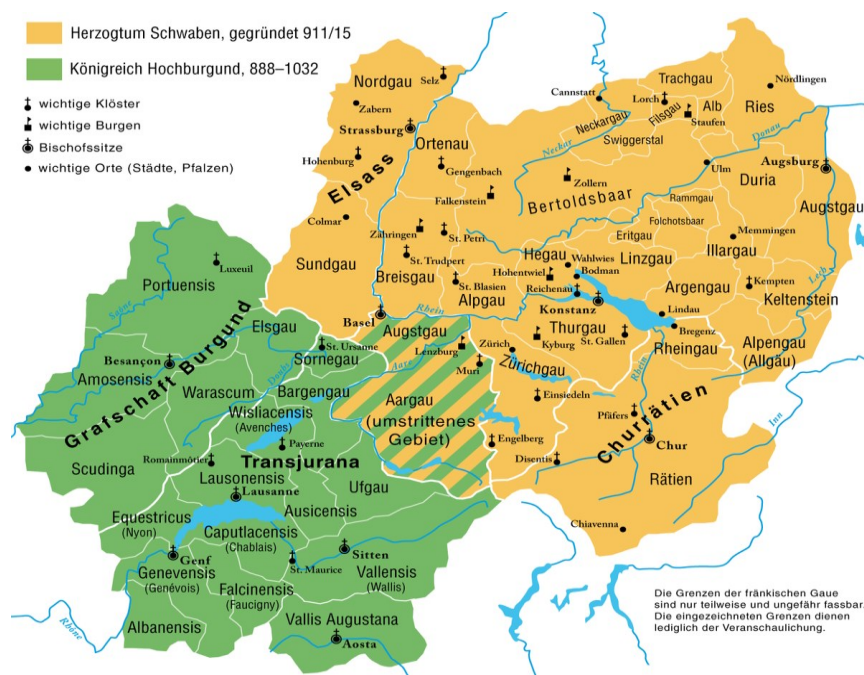 Herzogtum Schwaben, gegründet 911/15
Königreich Hochburgund, 888–1032
wichtige Klöster
wichtige Burgen
Bischofssitze
wichtige Orte (Städte, Pfalzen)
Nordgau
Selz
Zabern
Strassburg
Hohenburg
Elsass
Colmar
Sundgau
Ortenau
Gengenbach
Falkenstein
Zähringen
St. Petri
St. Trudpert
Breisgau
St. Blasien
Alpgau
Basel
Rhein
Augstgau
Cannstatt
Neckargau
Neckar
Lorch
Filsgau
Staufen
Swiggerstal
Trachgau
Alb
Ries
Nördlingen
Donau
Augsburg
Ulm
Duria
Augstgau
Zollern
Bertoldsbaar
Rammgau
Folchotsbaar
Eritgau
Memmingen
Illargau
Hegau
Wahlwies
Linzgau
Hohentwiel
Bodman
Reichenau
Konstanz
Argengau
Kempten
Lech
Keltenstein
Lindau
Bregenz
Alpengau
(Allgäu)
Thurgau
Zürich
Kyburg
St. Gallen
Rheingau
Zürichgau
Rhein
Einsiedeln
Engelberg
Disentis
Pfäfers
Churrätien
Chur
Inn
Rätien
Chiavenna
Luxeuil
Portuensis
Saône
Elsgau
Grafschaft Burgund
Besançon
Amosensis
Doubs
Warascum
Scudinga
St. Ursanne
Sornegau
Bargengau
Aare
Lenzburg
Muri
Aargau
(umstrittenes
Gebiet)
Wisliacensis
(Avenches)
Payerne
Romainmôtier
Transjurana
Lausonensis
Lausanne
Ufgau
Ausicensis
Equestricus
(Nyon)
Caputlacensis
(Chablais)
Genf
Genevensis
(Genévois)
St. Maurice
Sitten
Vallensis
(Wallis)
Falcinensis
(Faucigny)
Albanensis
Rhône
Vallis Augustana
Aosta
Die Grenzen der fränkischen Gaue
sind nur teilweise und ungefähr fassbar.
Die eingezeichneten Grenzen dienen
lediglich der Veranschaulichung.